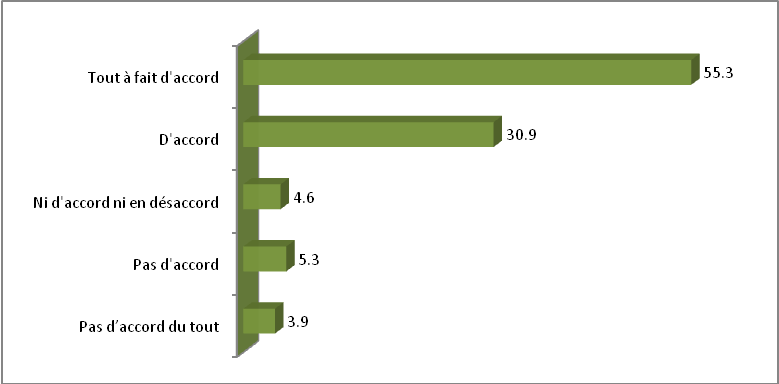 Tout à fait d'accord 55.3
D'accord 30.9
Ni d'accord ni en désaccord 4.6
Pas d'accord 5.3
Pas d’accord du tout 3.9